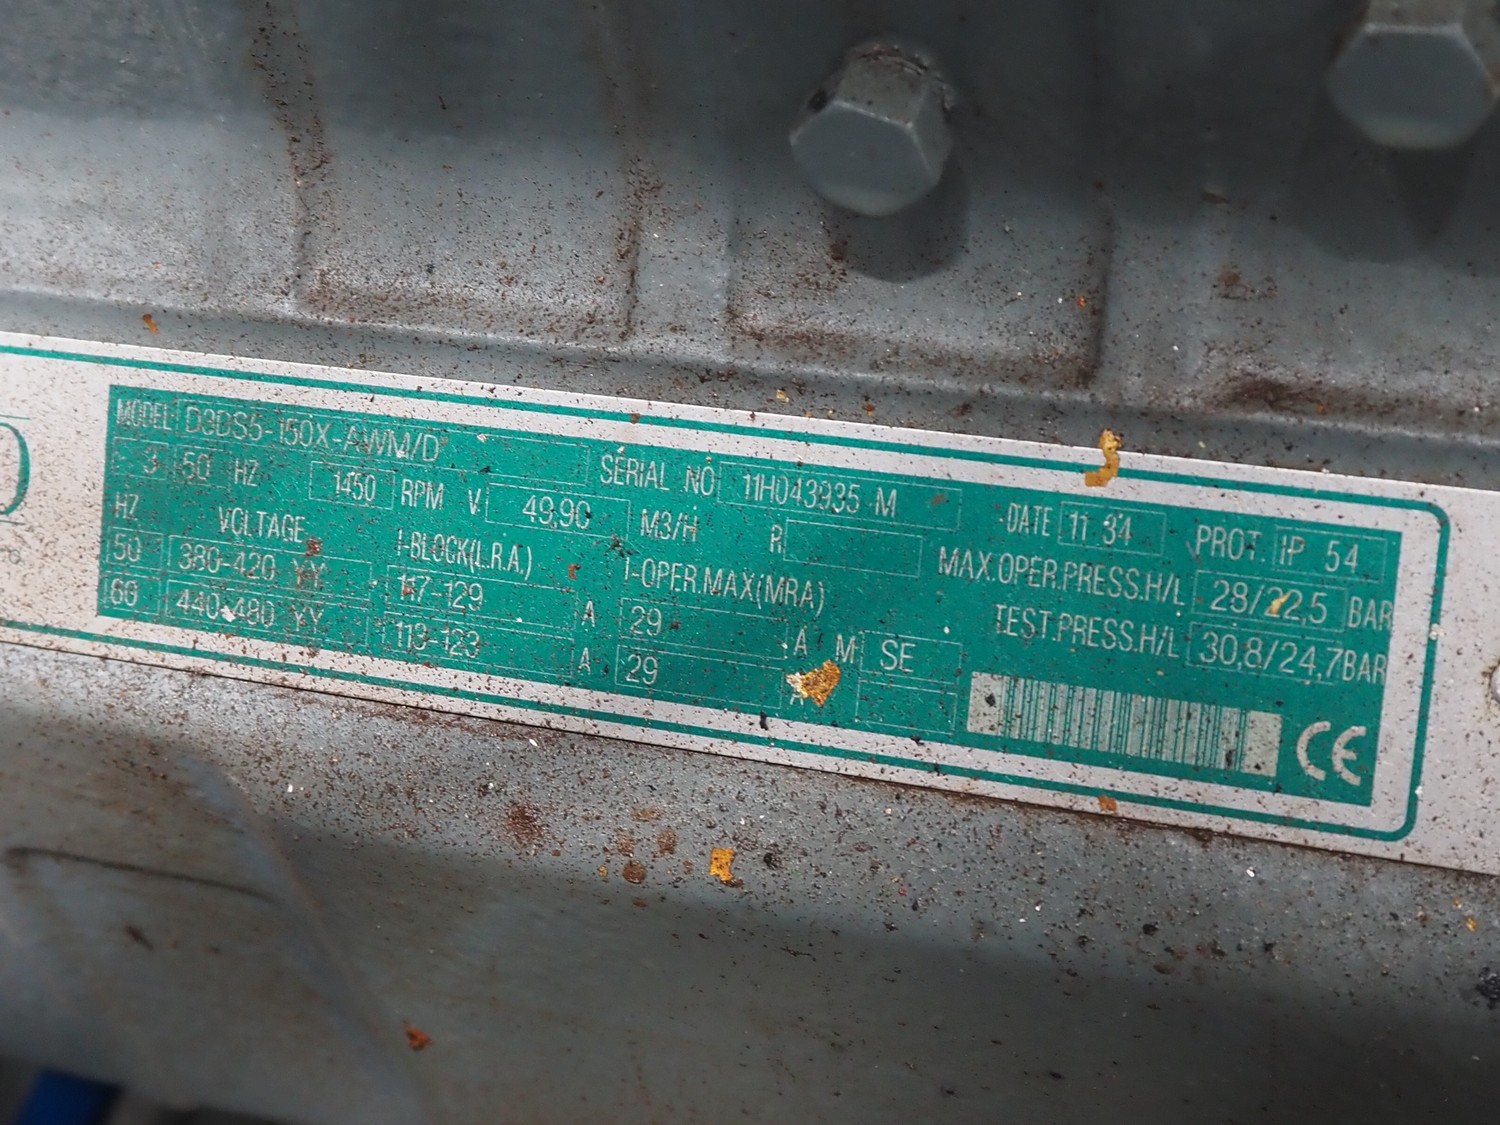 MODEL D3DS5-150X-AWM/D SERIAL NO 11H043935 M DATE 11 34 PROT. IP 54
3 50 HZ 1450 RPM V. 49,90 M3/H R MAX.OPER.PRESS.H/L 28/22,5 BAR
HZ VOLTAGE I-BLOCK(L.R.A.) I-OPER.MAX(MRA) TEST.PRESS.H/L 30,8/24,7 BAR
50 380-420 YY 117-129 A 29 A M SE
60 440-480 YY 113-123 A 29 A
CE